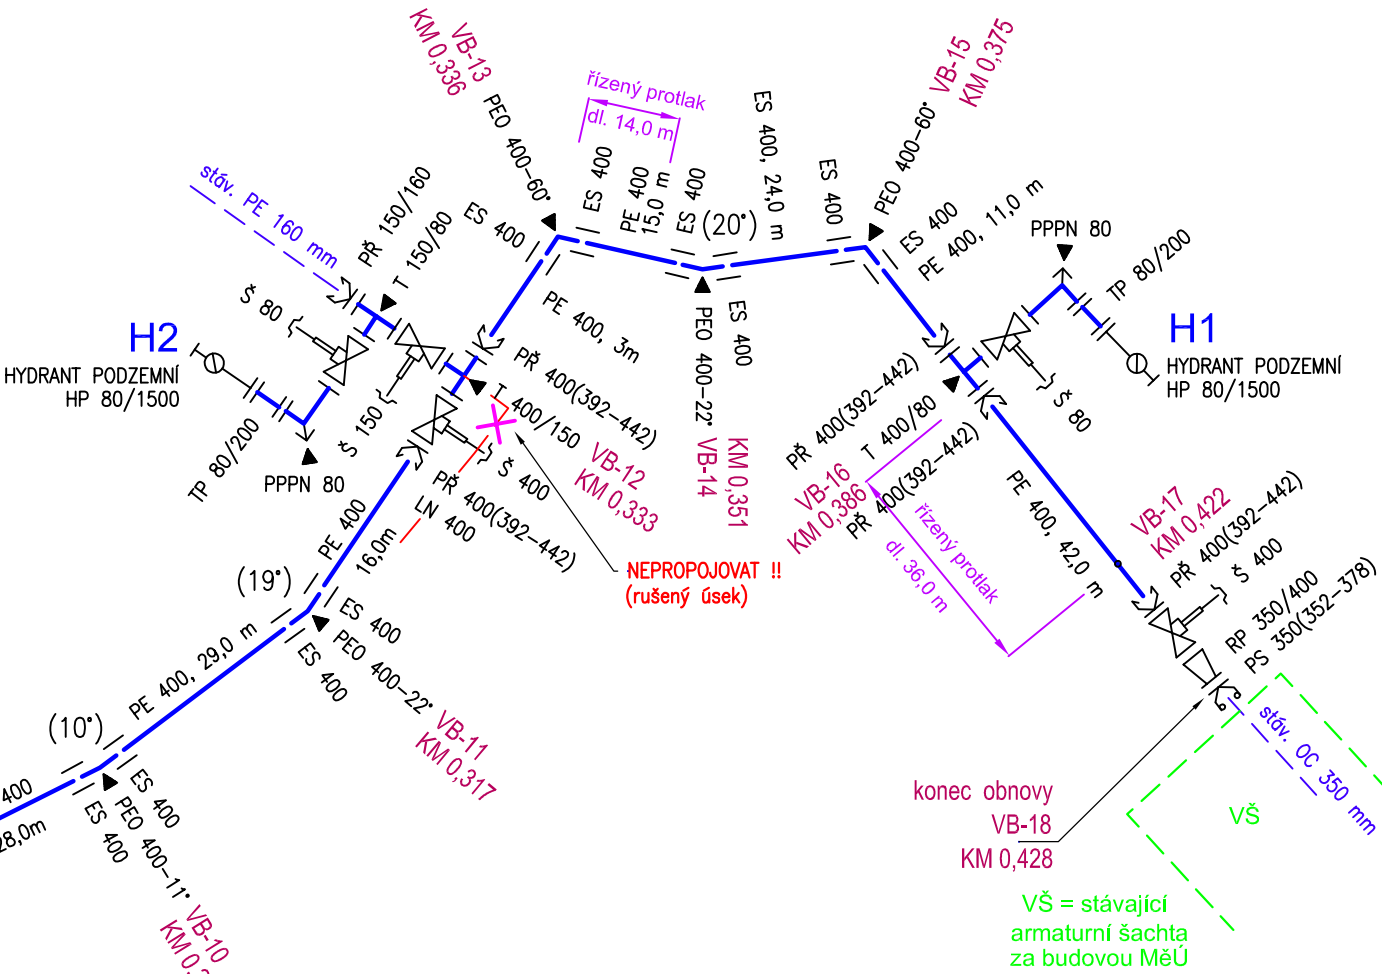 VB-13
KM 0,336
PEO 400-60°
řízený protlak
dl. 14,0 m
ES 400
PE 400
15,0 m
ES 400
(20°)
ES 400, 24,0 m
ES 400
PEO 400-60°
VB-15
KM 0,375
ES 400
PE 400, 11,0 m
PPPN 80
TP 80/200
H1
HYDRANT PODZEMNÍ
HP 80/1500
Š 80
stáv. PE 160 mm
PŘ 150/160
T 150/80
ES 400
Š 80
H2
HYDRANT PODZEMNÍ
HP 80/1500
TP 80/200
PPPN 80
Š 150
PE 400, 3m
PŘ 400(392-442)
T 400/150
VB-12
KM 0,333
Š 400
PŘ 400(392-442)
LN 400
NEPROPOJOVAT !!
(rušený úsek)
ES 400
PEO 400-22°
VB-14
KM 0,351
PŘ 400(392-442)
T 400/80
VB-16
KM 0,386
PŘ 400(392-442)
řízený protlak
dl. 36,0 m
PE 400, 42,0 m
VB-17
KM 0,422
PŘ 400(392-442)
Š 400
RP 350/400
PS 350(352-378)
stáv. OC 350 mm
VŠ
konec obnovy
VB-18
KM 0,428
VŠ = stávající
armaturní šachta
za budovou MěÚ
PE 400
16,0m
(19°)
ES 400
PEO 400-22°
ES 400
VB-11
KM 0,317
PE 400, 29,0 m
(10°)
ES 400
PEO 400-11°
ES 400
VB-10
400
28,0m